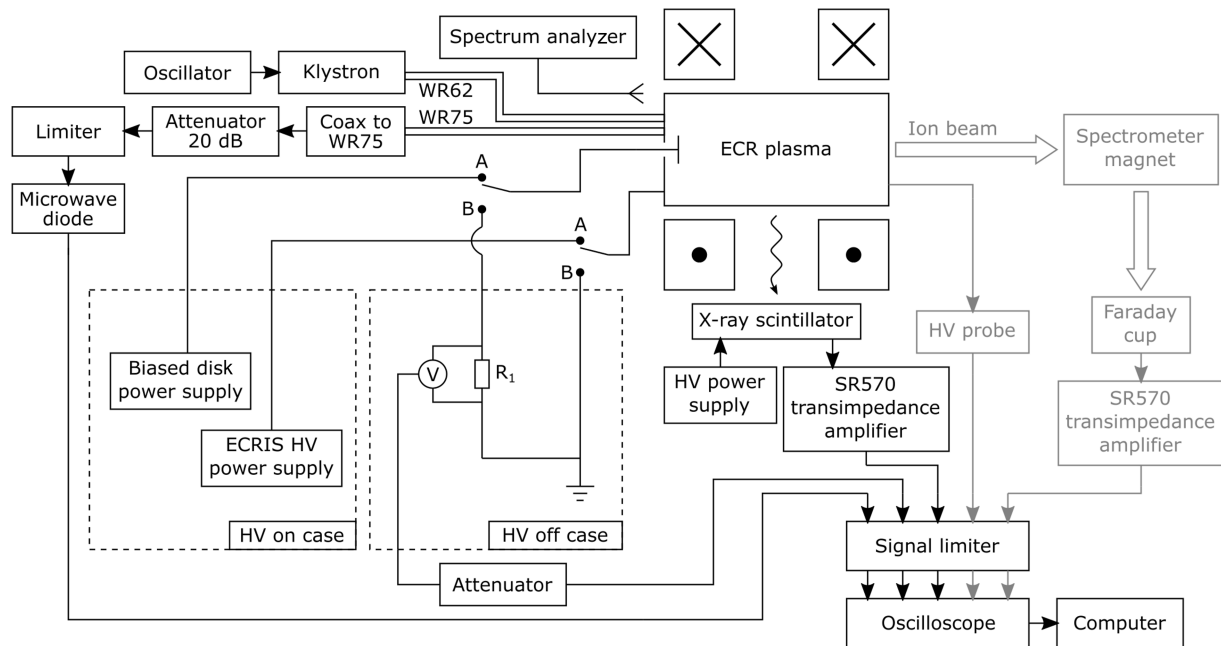 Spectrum analyzer
Oscillator
Klystron
WR62
WR75
Limiter
Attenuator
20 dB
Coax to
WR75
ECR plasma
Ion beam
Spectrometer
magnet
Microwave
diode
A
B
A
B
X-ray scintillator
HV probe
Faraday
cup
Biased disk
power supply
V
R1
HV power
supply
SR570
transimpedance
amplifier
SR570
transimpedance
amplifier
ECRIS HV
power supply
HV on case
HV off case
Signal limiter
Attenuator
Oscilloscope
Computer